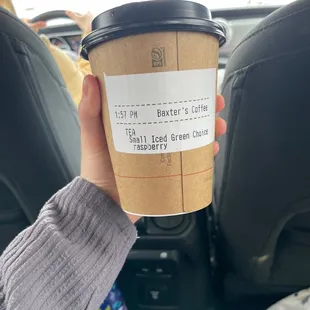 1:57 PM Baxter's Coffee
TEA
Small Iced Green Choice
raspberry